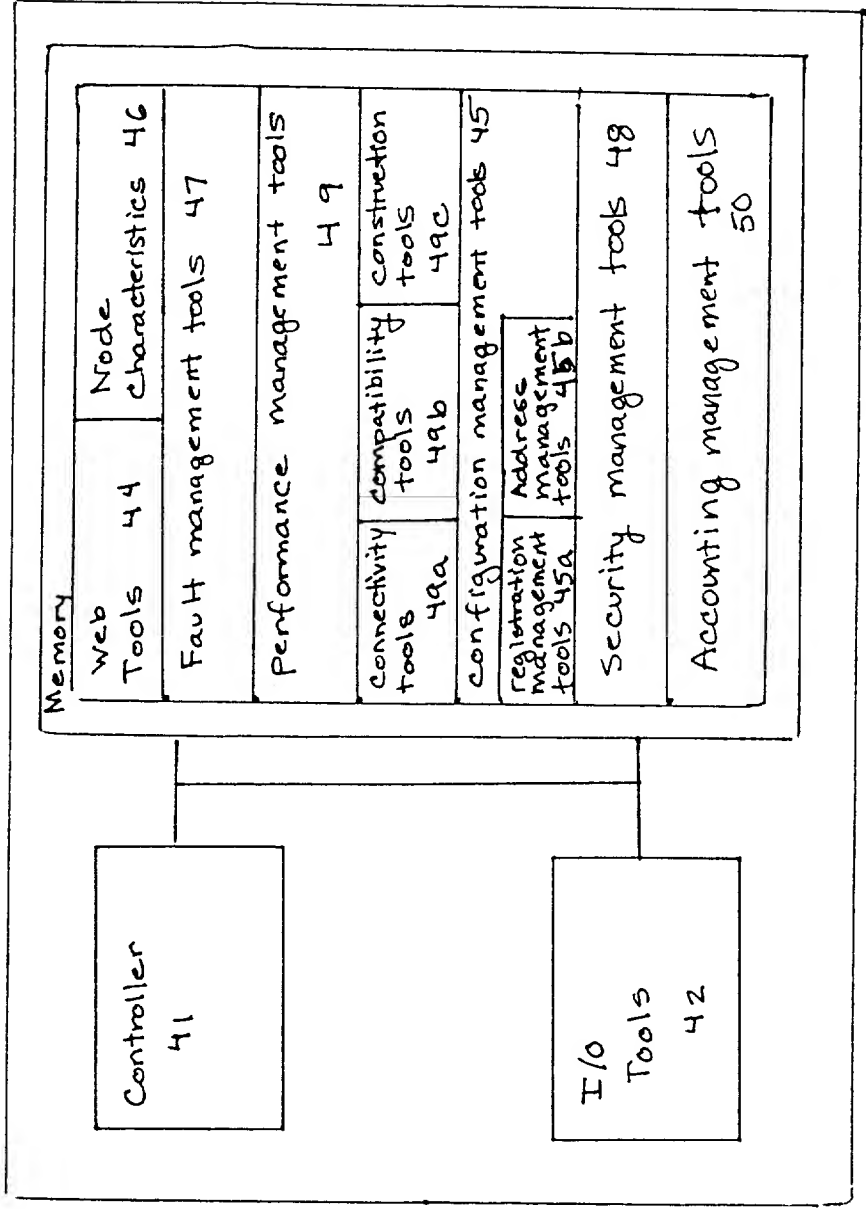 Memory
Web
Tools 44
Node
Characteristics 46
Fault management tools 47
Performance management tools
49
connectivity
tools
49a
compatibility
tools
49b
construction
tools
49c
configuration management tools 45
registration
management
tools 45a
Address
management
tools 45b
Security management tools 48
Accounting management tools
50
Controller
41
I/O
Tools
42